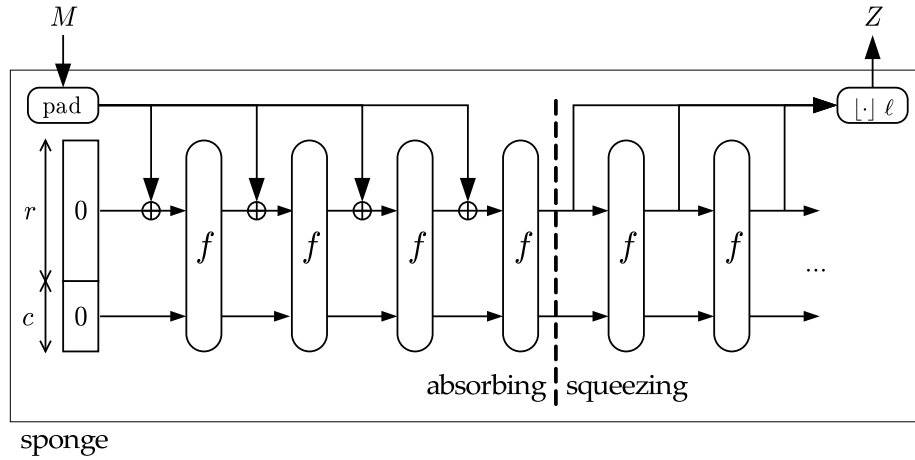 M Z
pad ⌊·⌋ ℓ
r 0
f f f f f f
...
c 0
absorbing squeezing
sponge